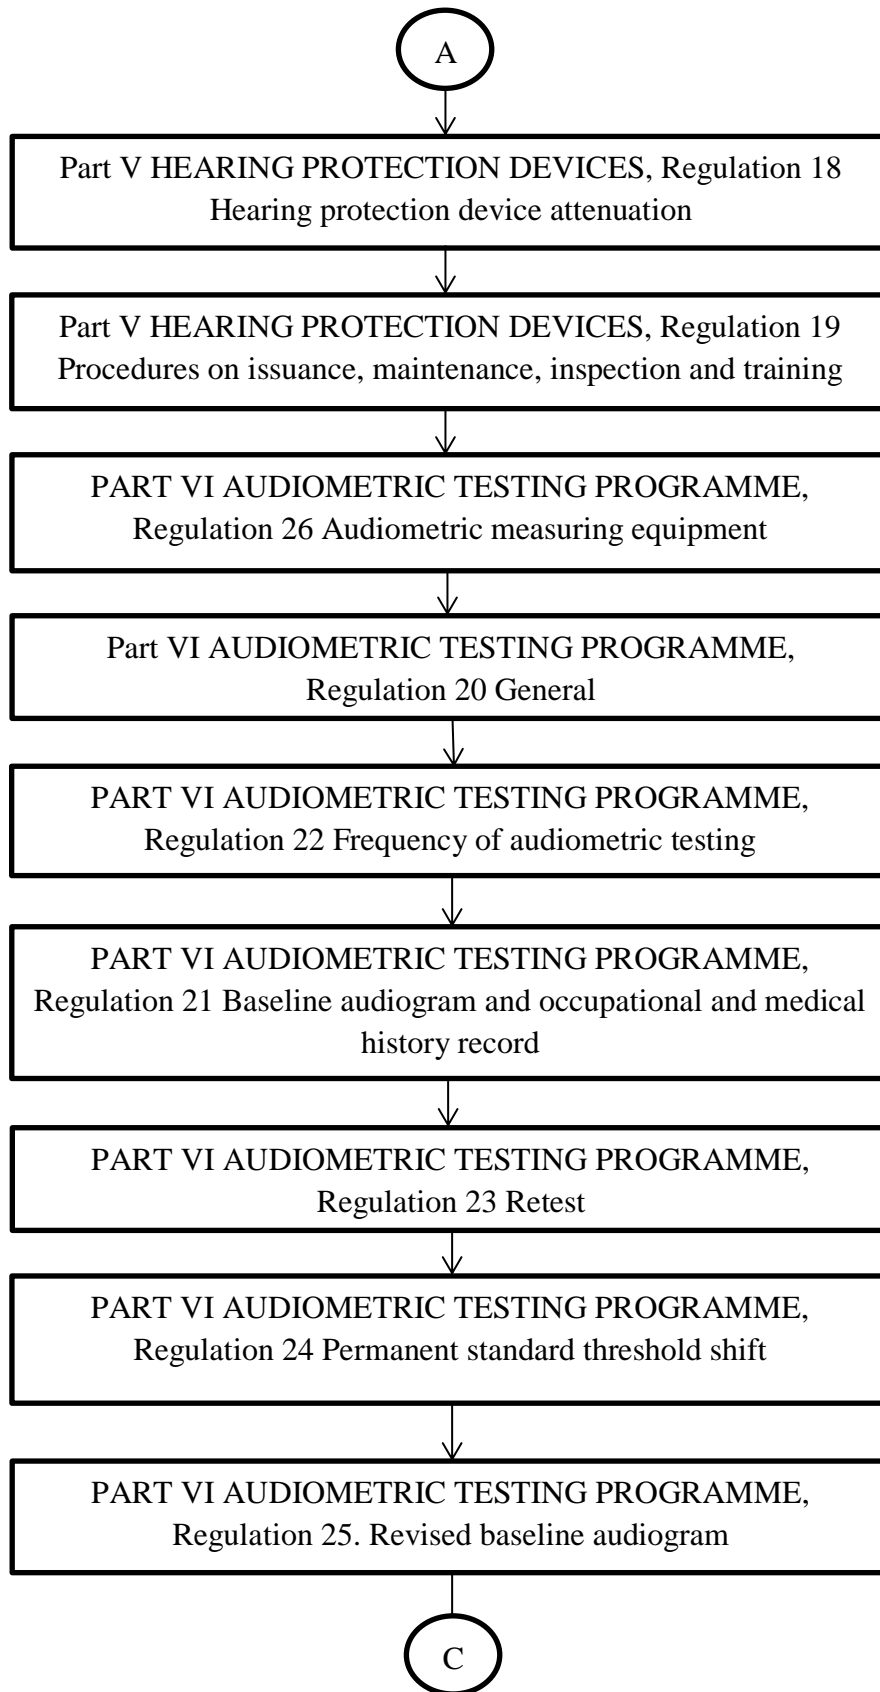 A
Part V HEARING PROTECTION DEVICES, Regulation 18
Hearing protection device attenuation
Part V HEARING PROTECTION DEVICES, Regulation 19
Procedures on issuance, maintenance, inspection and training
PART VI AUDIOMETRIC TESTING PROGRAMME,
Regulation 26 Audiometric measuring equipment
Part VI AUDIOMETRIC TESTING PROGRAMME,
Regulation 20 General
PART VI AUDIOMETRIC TESTING PROGRAMME,
Regulation 22 Frequency of audiometric testing
PART VI AUDIOMETRIC TESTING PROGRAMME,
Regulation 21 Baseline audiogram and occupational and medical
history record
PART VI AUDIOMETRIC TESTING PROGRAMME,
Regulation 23 Retest
PART VI AUDIOMETRIC TESTING PROGRAMME,
Regulation 24 Permanent standard threshold shift
PART VI AUDIOMETRIC TESTING PROGRAMME,
Regulation 25. Revised baseline audiogram
C